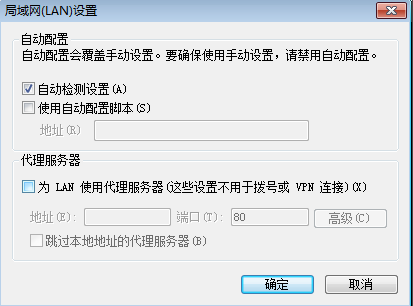 局域网(LAN)设置
自动配置
自动配置会覆盖手动设置。要确保使用手动设置，请禁用自动配置。
自动检测设置(A)
使用自动配置脚本(S)
地址(R)
代理服务器
为 LAN 使用代理服务器(这些设置不用于拨号或 VPN 连接)(X)
地址(E): 端口(T): 80 高级(C)
跳过本地地址的代理服务器(B)
确定 取消